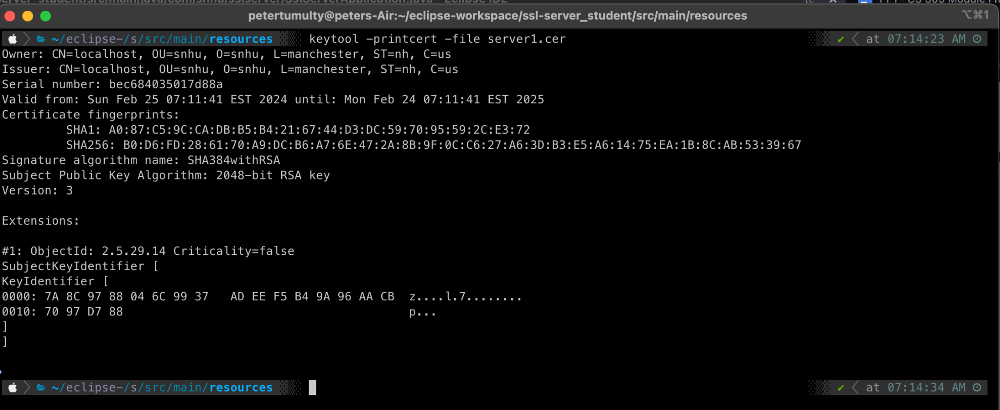 petertumulty@peters-Air:~/eclipse-workspace/ssl-server_student/src/main/resources ⌥⌘1
~/eclipse-/s/src/main/resources keytool -printcert -file server1.cer ✔ at 07:14:23 AM
Owner: CN=localhost, OU=snhu, O=snhu, L=manchester, ST=nh, C=us
Issuer: CN=localhost, OU=snhu, O=snhu, L=manchester, ST=nh, C=us
Serial number: bec684035017d88a
Valid from: Sun Feb 25 07:11:41 EST 2024 until: Mon Feb 24 07:11:41 EST 2025
Certificate fingerprints:
SHA1: A0:87:C5:9C:CA:DB:B5:B4:21:67:44:D3:DC:59:70:95:59:2C:E3:72
SHA256: B0:D6:FD:28:61:70:A9:DC:B6:A7:6E:47:2A:8B:9F:0C:C6:27:A6:3D:B3:E5:A6:14:75:EA:1B:8C:AB:53:39:67
Signature algorithm name: SHA384withRSA
Subject Public Key Algorithm: 2048-bit RSA key
Version: 3
Extensions:
#1: ObjectId: 2.5.29.14 Criticality=false
SubjectKeyIdentifier [
KeyIdentifier [
0000: 7A 8C 97 88 04 6C 99 37   AD EE F5 B4 9A 96 AA CB  z....l.7........
0010: 70 97 D7 88                                        p...
]
]
~/eclipse-/s/src/main/resources ✔ at 07:14:34 AM